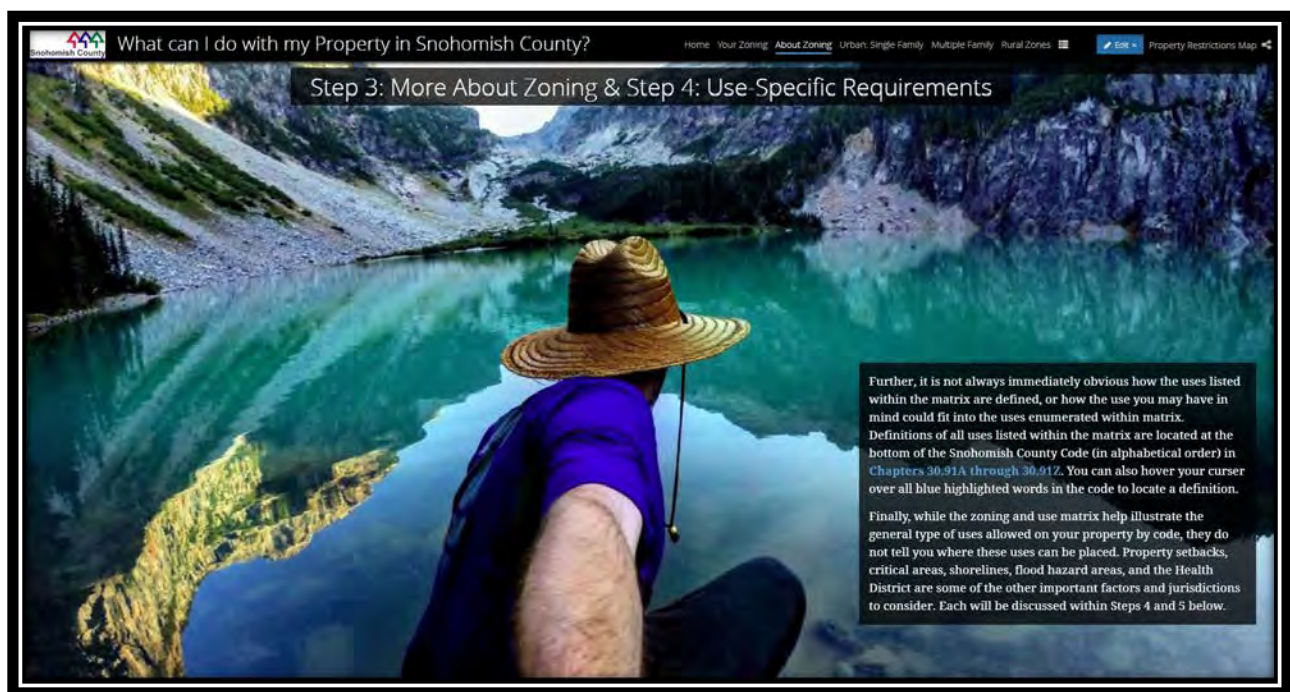 Snohomish County
What can I do with my Property in Snohomish County?
Home Your Zoning About Zoning Urban: Single Family Multiple Family Rural Zones
Edit
Property Restrictions Map
Step 3: More About Zoning & Step 4: Use-Specific Requirements
Further, it is not always immediately obvious how the uses listed
within the matrix are defined, or how the use you may have in
mind could fit into the uses enumerated within matrix.
Definitions of all uses listed within the matrix are located at the
bottom of the Snohomish County Code (in alphabetical order) in
Chapters 30.91A through 30.91Z. You can also hover your curser
over all blue highlighted words in the code to locate a definition.
Finally, while the zoning and use matrix help illustrate the
general type of uses allowed on your property by code, they do
not tell you where these uses can be placed. Property setbacks,
critical areas, shorelines, flood hazard areas, and the Health
District are some of the other important factors and jurisdictions
to consider. Each will be discussed within Steps 4 and 5 below.